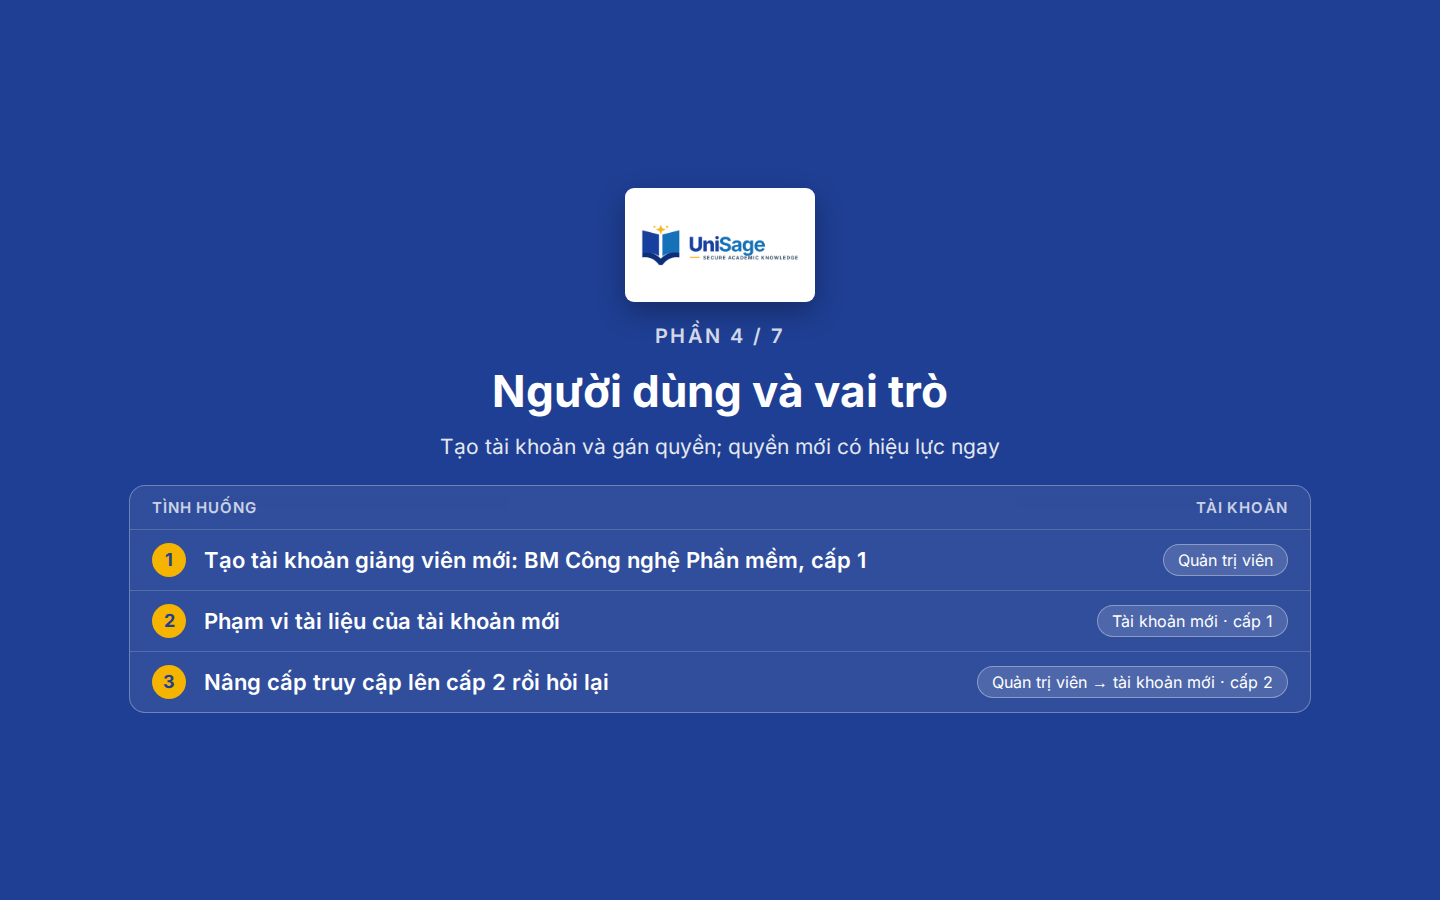 UniSage
SECURE ACADEMIC KNOWLEDGE
PHẦN 4 / 7
Người dùng và vai trò
Tạo tài khoản và gán quyền; quyền mới có hiệu lực ngay
TÌNH HUỐNG TÀI KHOẢN
1 Tạo tài khoản giảng viên mới: BM Công nghệ Phần mềm, cấp 1 Quản trị viên
2 Phạm vi tài liệu của tài khoản mới Tài khoản mới · cấp 1
3 Nâng cấp truy cập lên cấp 2 rồi hỏi lại Quản trị viên → tài khoản mới · cấp 2